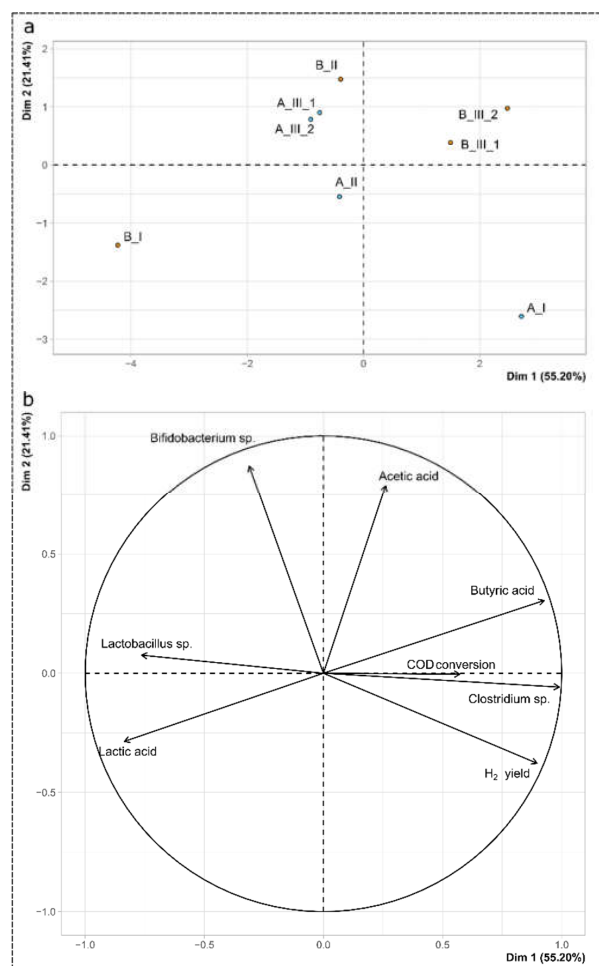 a
Dim 2 (21.41%)
2
1
0
−1
−2
−3
B_II
A_III_1
A_III_2
B_III_2
B_III_1
A_II
B_I
A_I
−4
−2
0
2
Dim 1 (55.20%)
b
Dim 2 (21.41%)
1.0
0.5
0.0
−0.5
−1.0
Bifidobacterium sp.
Acetic acid
Butyric acid
Lactobacillus sp.
COD conversion
Clostridium sp.
Lactic acid
H₂ yield
−1.0
−0.5
0.0
0.5
1.0
Dim 1 (55.20%)